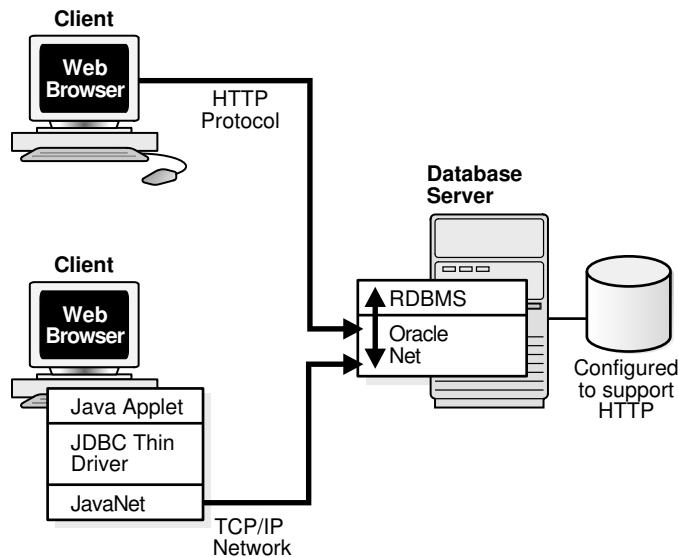 Client
Web
Browser
HTTP
Protocol
Database
Server
RDBMS
Oracle
Net
Configured
to support
HTTP
Client
Web
Browser
Java Applet
JDBC Thin
Driver
JavaNet
TCP/IP
Network